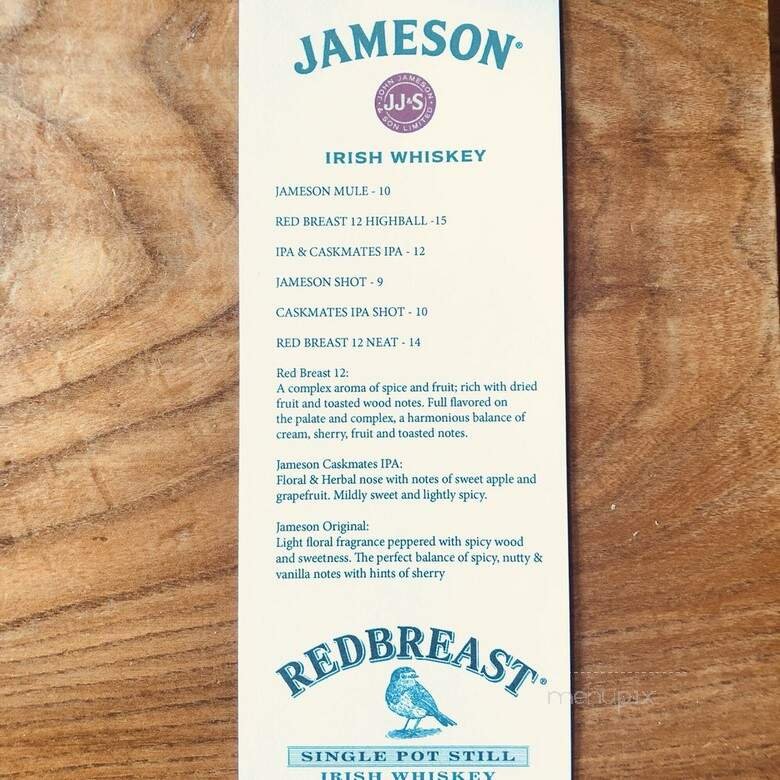 JAMESON®
JOHN JAMESON
JJ&S
& SON LIMITED
IRISH WHISKEY
JAMESON MULE - 10
RED BREAST 12 HIGHBALL -15
IPA & CASKMATES IPA - 12
JAMESON SHOT - 9
CASKMATES IPA SHOT - 10
RED BREAST 12 NEAT - 14
Red Breast 12:
A complex aroma of spice and fruit; rich with dried
fruit and toasted wood notes. Full flavored on
the palate and complex, a harmonious balance of
cream, sherry, fruit and toasted notes.
Jameson Caskmates IPA:
Floral & Herbal nose with notes of sweet apple and
grapefruit. Mildly sweet and lightly spicy.
Jameson Original:
Light floral fragrance peppered with spicy wood
and sweetness. The perfect balance of spicy, nutty &
vanilla notes with hints of sherry
REDBREAST®
menupix
SINGLE POT STILL
IRISH WHISKEY